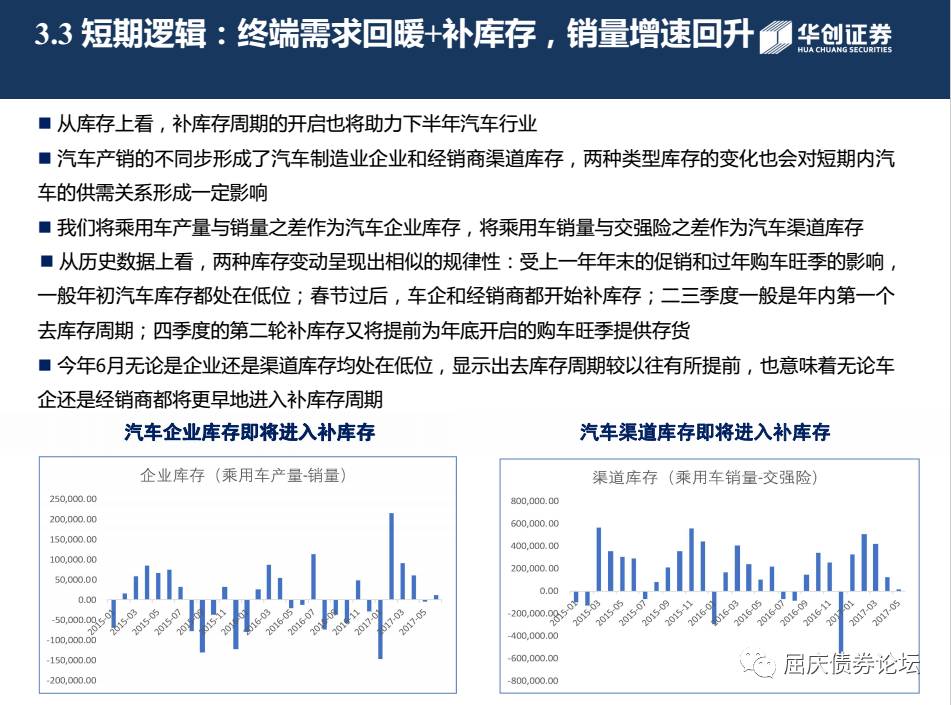 3.3 短期逻辑：终端需求回暖+补库存，销量增速回升
华创证券
HUA CHUANG SECURITIES
■ 从库存上看，补库存周期的开启也将助力下半年汽车行业
■ 汽车产销的不同步形成了汽车制造业企业和经销商渠道库存，两种类型库存的变化也会对短期内汽
车的供需关系形成一定影响
■ 我们将乘用车产量与销量之差作为汽车企业库存，将乘用车销量与交强险之差作为汽车渠道库存
■ 从历史数据上看，两种库存变动呈现出相似的规律性：受上一年年末的促销和过年购车旺季的影响，
一般年初汽车库存都处在低位；春节过后，车企和经销商都开始补库存；二三季度一般是年内第一个
去库存周期；四季度的第二轮补库存又将提前为年底开启的购车旺季提供存货
■ 今年6月无论是企业还是渠道库存均处在低位，显示出去库存周期较以往有所提前，也意味着无论车
企还是经销商都将更早地进入补库存周期
汽车企业库存即将进入补库存
企业库存（乘用车产量-销量）
250,000.00
200,000.00
150,000.00
100,000.00
50,000.00
0.00
-50,000.00
-100,000.00
-150,000.00
-200,000.00
2015-01
2015-03
2015-05
2015-07
2015-09
2015-11
2016-01
2016-03
2016-05
2016-07
2016-09
2016-11
2017-01
2017-03
2017-05
汽车渠道库存即将进入补库存
渠道库存（乘用车销量-交强险）
800,000.00
600,000.00
400,000.00
200,000.00
0.00
-200,000.00
-400,000.00
-600,000.00
-800,000.00
2015-01
2015-03
2015-05
2015-07
2015-09
2015-11
2016-01
2016-03
2016-05
2016-07
2016-09
2016-11
2017-01
2017-03
2017-05
屈庆债券论坛